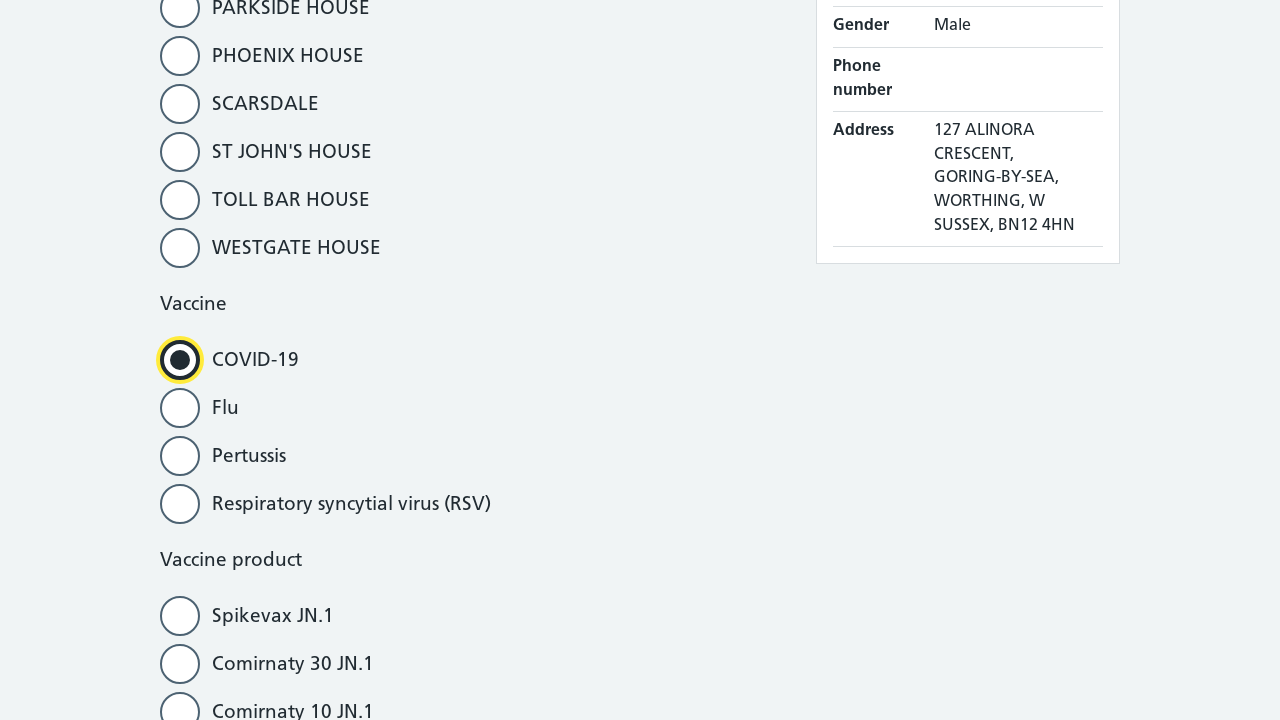 PARKSIDE HOUSE
PHOENIX HOUSE
SCARSDALE
ST JOHN'S HOUSE
TOLL BAR HOUSE
WESTGATE HOUSE
Vaccine
COVID-19
Flu
Pertussis
Respiratory syncytial virus (RSV)
Vaccine product
Spikevax JN.1
Comirnaty 30 JN.1
Comirnaty 10 JN.1
Gender Male
Phone
number
Address 127 ALINORA
CRESCENT,
GORING-BY-SEA,
WORTHING, W
SUSSEX, BN12 4HN